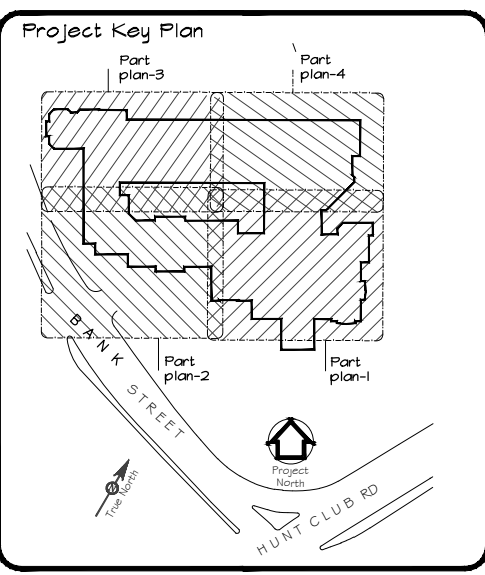 Project Key Plan
Part
plan-3
Part
plan-4
BANK
STREET
Part
plan-2
Part
plan-1
Project
North
True North
HUNT CLUB RD